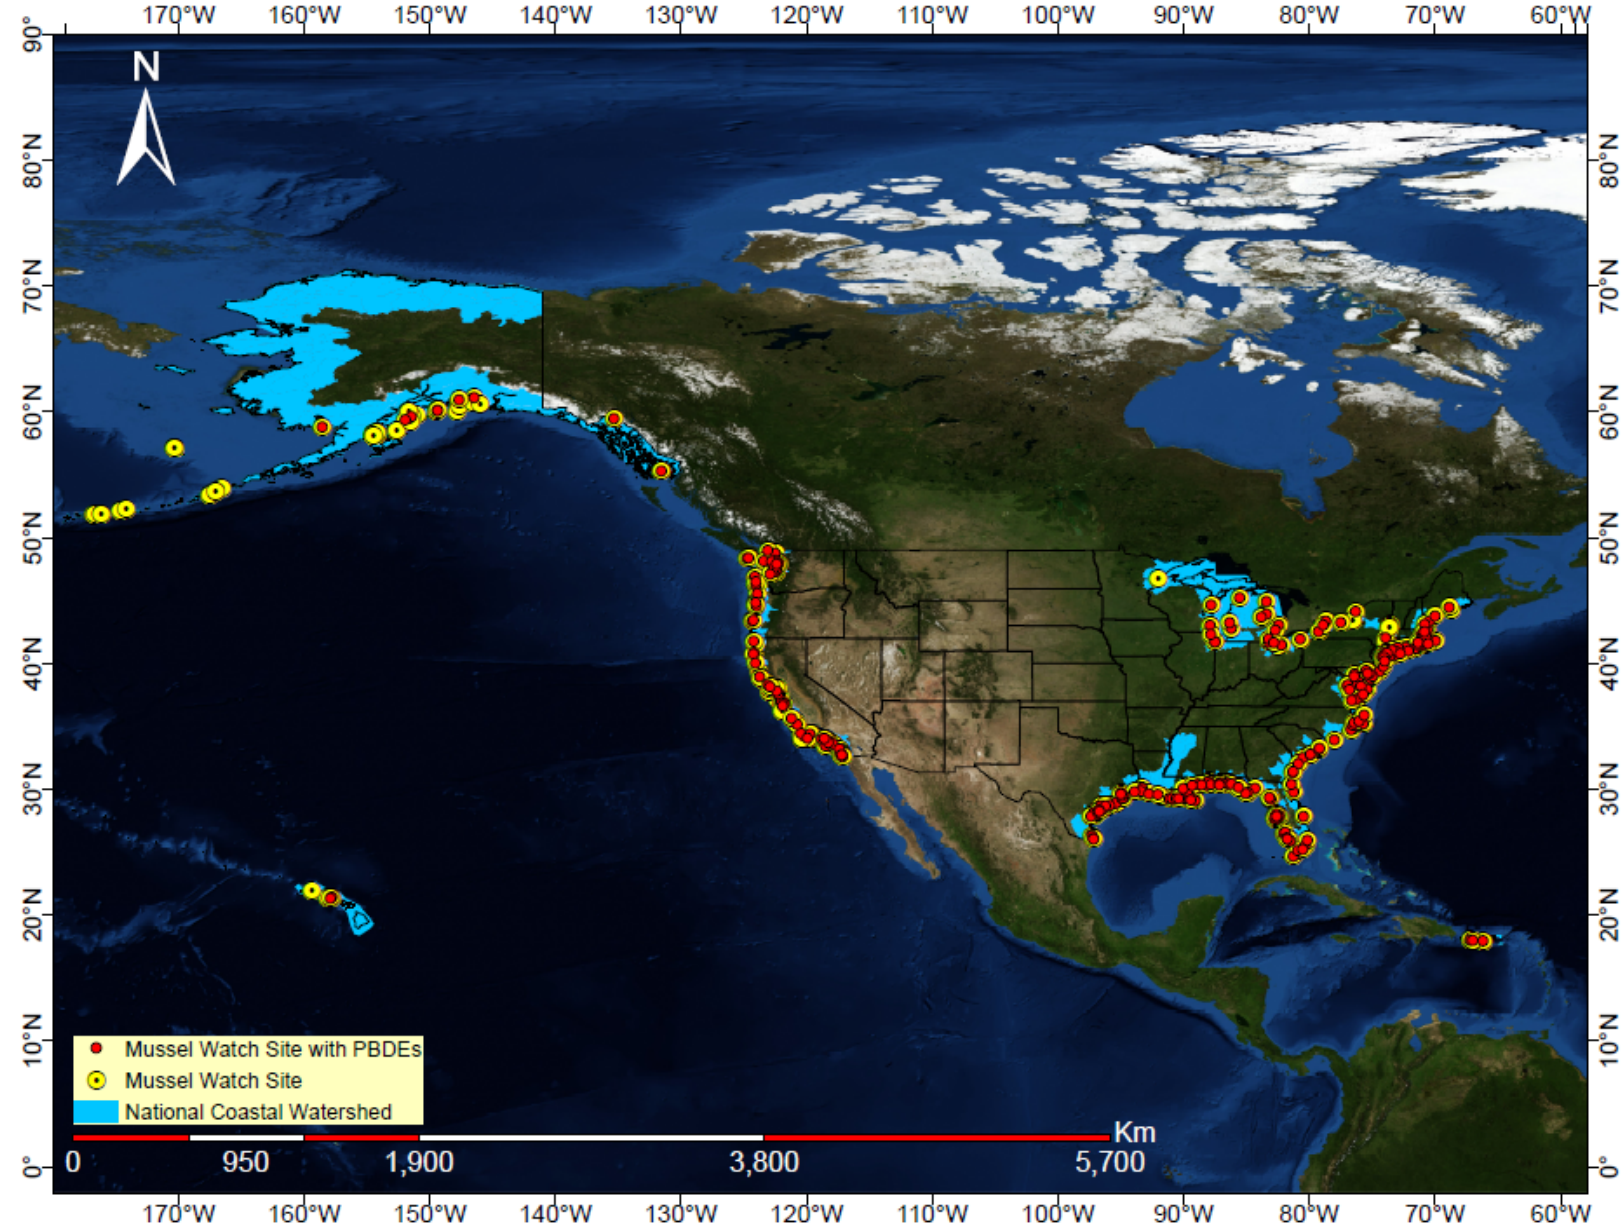 170°W 160°W 150°W 140°W 130°W 120°W 110°W 100°W 90°W 80°W 70°W 60°W
90°
N
80°N 80°N
70°N 70°N
60°N 60°N
50°N 50°N
40°N 40°N
30°N 30°N
20°N 20°N
10°N 10°N
Mussel Watch Site with PBDEs
Mussel Watch Site
National Coastal Watershed
Km
0 950 1,900 3,800 5,700
0° 0°
170°W 160°W 150°W 140°W 130°W 120°W 110°W 100°W 90°W 80°W 70°W 60°W